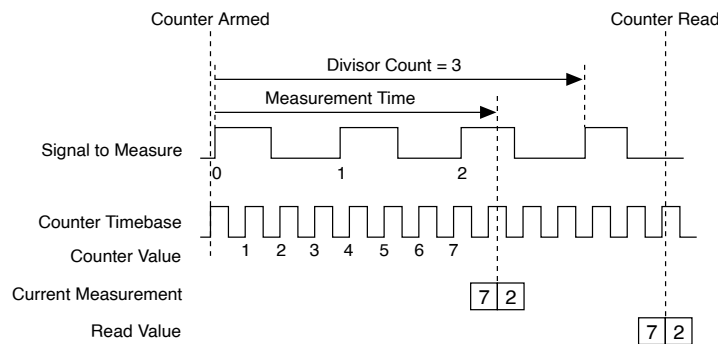 Counter Armed Counter Read
Divisor Count = 3
Measurement Time
Signal to Measure
0 1 2
Counter Timebase
Counter Value 1 2 3 4 5 6 7
Current Measurement 7 2
Read Value 7 2